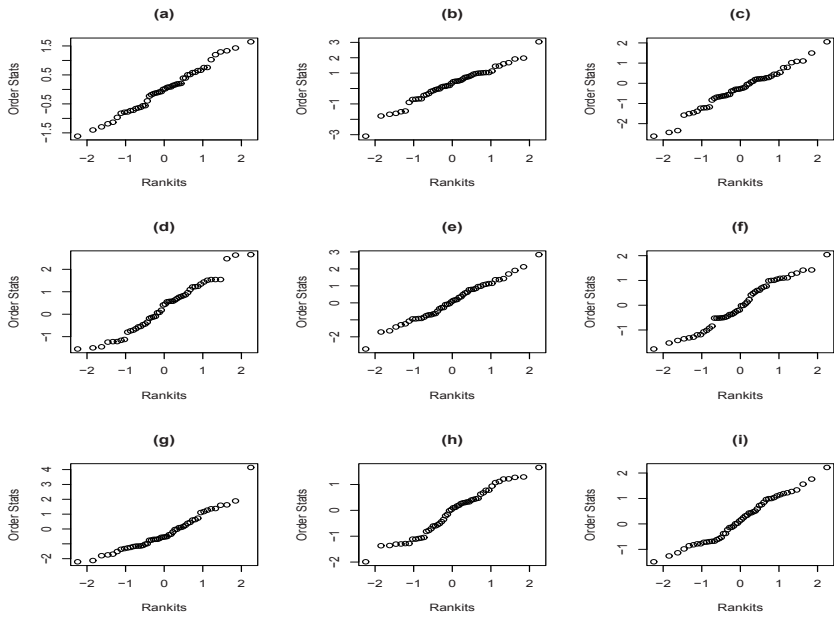 (a)
Order Stats
1.5
0.5
−0.5
−1.5
−2 −1 0 1 2
Rankits
(b)
Order Stats
3
2
1
0
−1
−3
−2 −1 0 1 2
Rankits
(c)
Order Stats
2
1
0
−1
−2
−2 −1 0 1 2
Rankits
(d)
Order Stats
2
1
0
−1
−2 −1 0 1 2
Rankits
(e)
Order Stats
3
2
1
0
−2
−2 −1 0 1 2
Rankits
(f)
Order Stats
2
1
0
−1
−2 −1 0 1 2
Rankits
(g)
Order Stats
4
3
2
1
0
−2
−2 −1 0 1 2
Rankits
(h)
Order Stats
1
0
−1
−2
−2 −1 0 1 2
Rankits
(i)
Order Stats
2
1
0
−1
−2 −1 0 1 2
Rankits